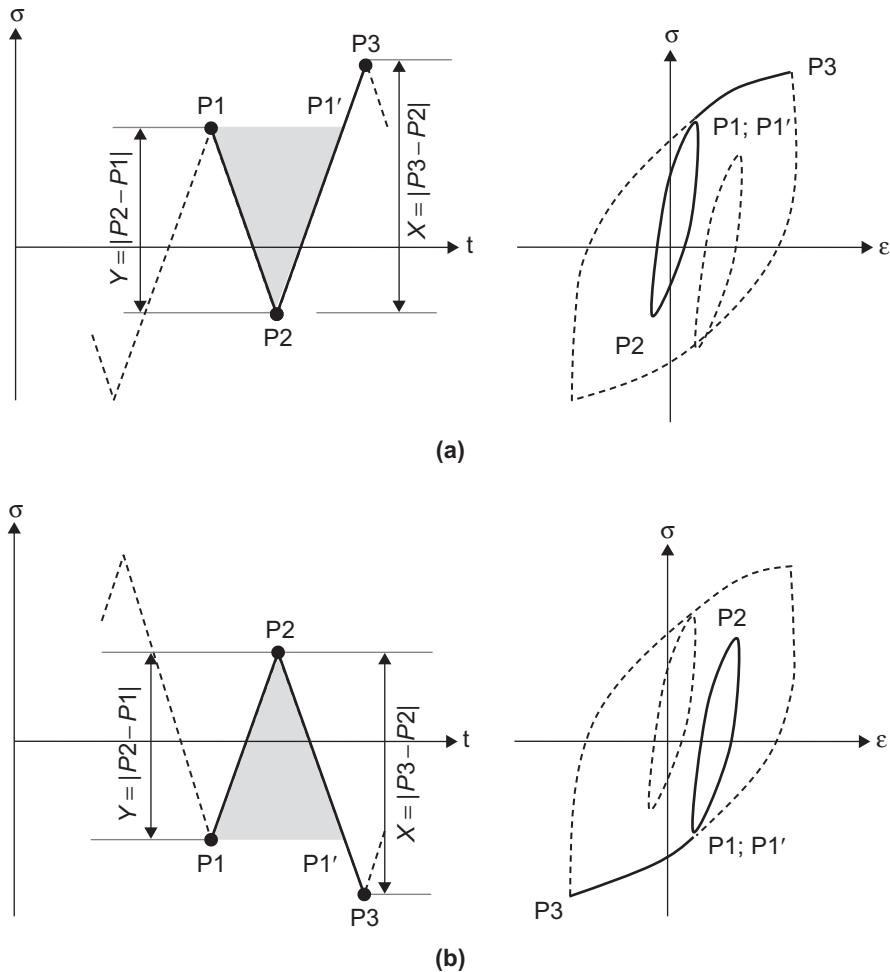 σ
P3
P1
P1′
Y = |P2 – P1|
X = |P3 – P2|
t
P2
σ
P3
P1; P1′
ε
P2
(a)
σ
P2
Y = |P2 – P1|
X = |P3 – P2|
t
P1
P1′
P3
σ
P2
ε
P1; P1′
P3
(b)